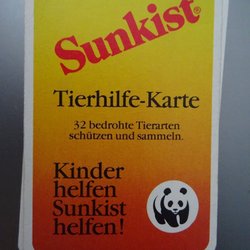 Sunkist®
Tierhilfe-Karte
32 bedrohte Tierarten
schützen und sammeln.
Kinder
helfen
Sunkist
helfen!